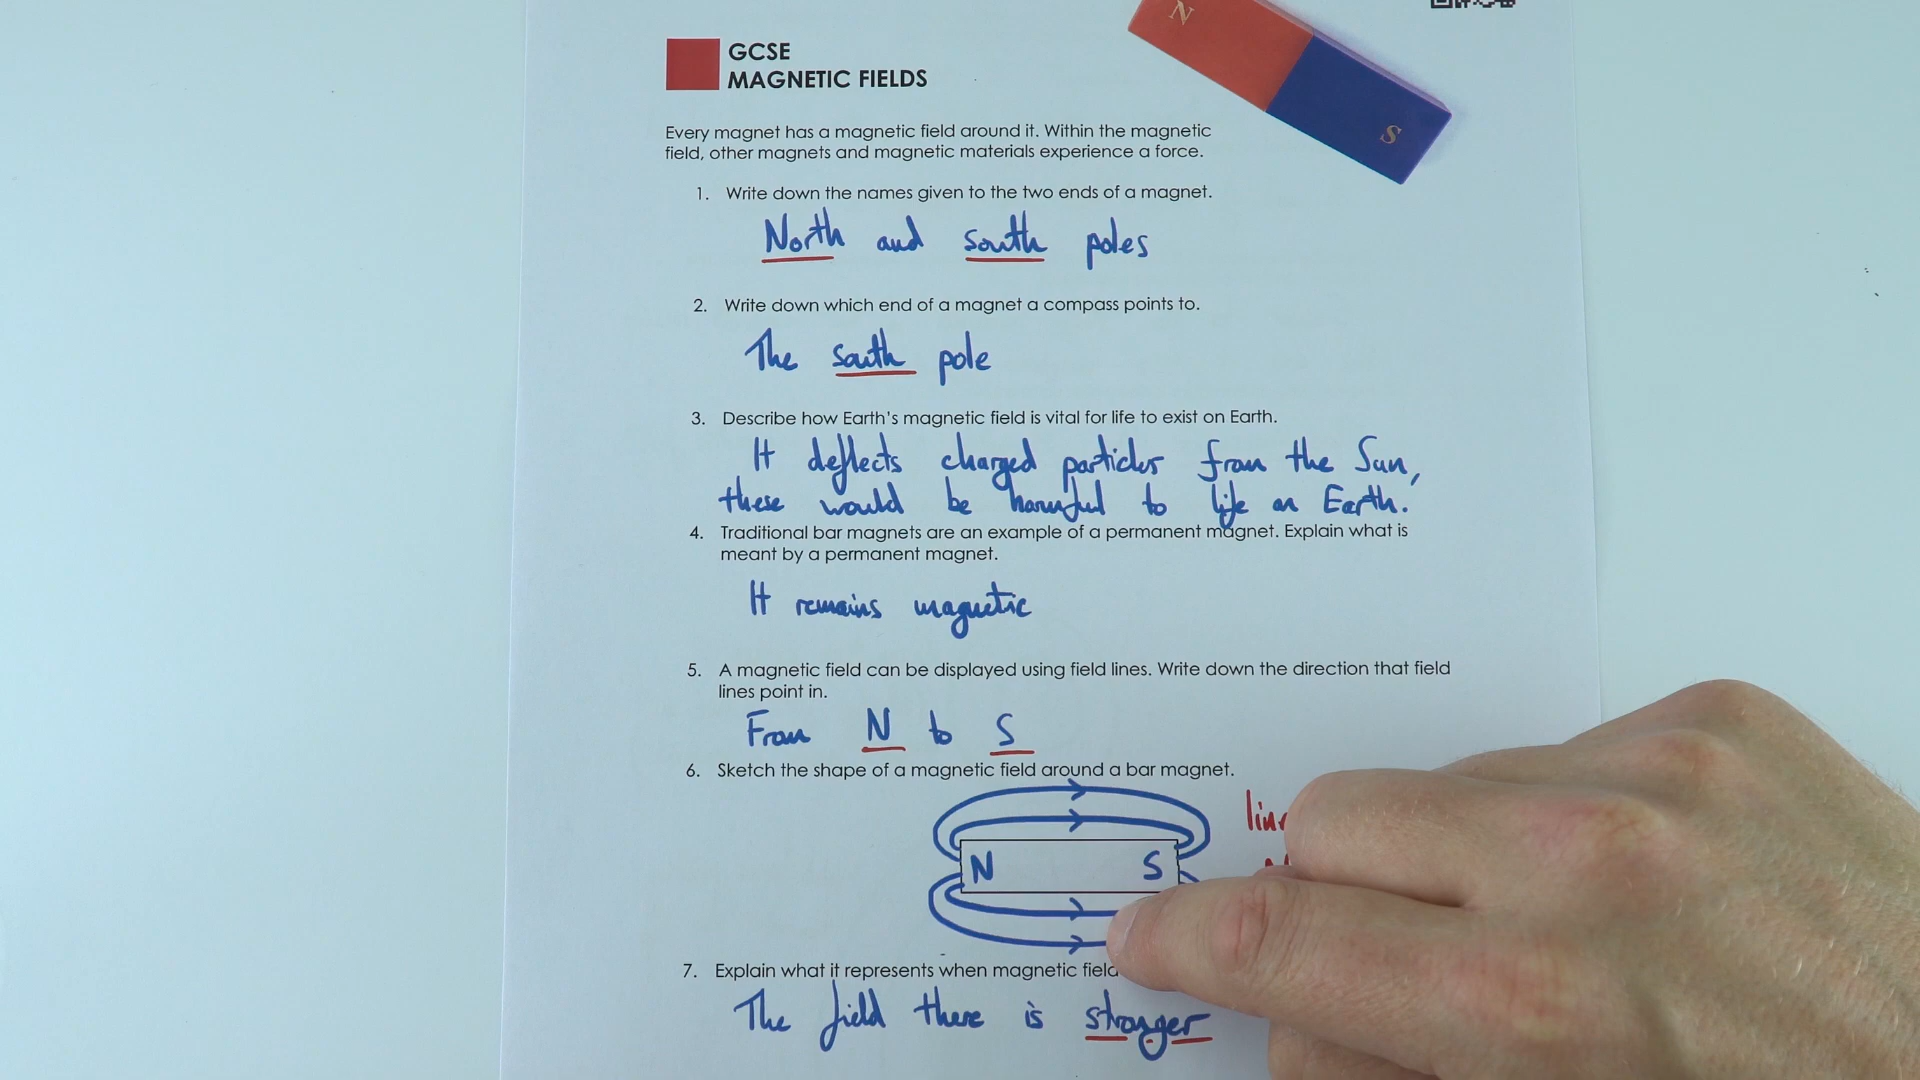 N
S
GCSE
MAGNETIC FIELDS
Every magnet has a magnetic field around it. Within the magnetic
field, other magnets and magnetic materials experience a force.
1. Write down the names given to the two ends of a magnet.
North and south poles
2. Write down which end of a magnet a compass points to.
The south pole
3. Describe how Earth's magnetic field is vital for life to exist on Earth.
It deflects charged particles from the Sun,
these would be harmful to life on Earth.
4. Traditional bar magnets are an example of a permanent magnet. Explain what is
meant by a permanent magnet.
It remains magnetic
5. A magnetic field can be displayed using field lines. Write down the direction that field
lines point in.
From N to S
6. Sketch the shape of a magnetic field around a bar magnet.
N S
7. Explain what it represents when magnetic field
The field there is stronger